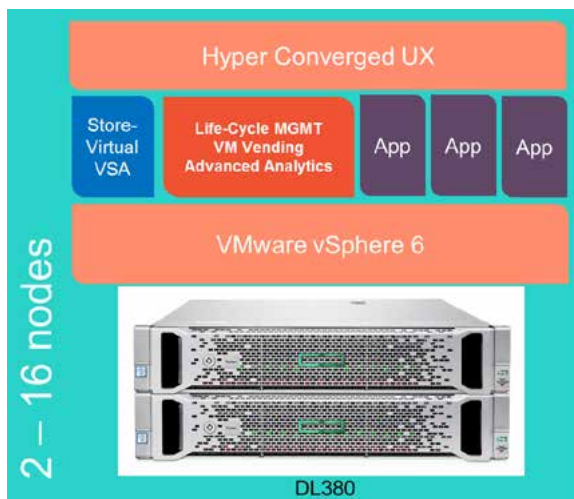 Hyper Converged UX
Store-
Virtual
VSA
Life-Cycle MGMT
VM Vending
Advanced Analytics
App
App
App
VMware vSphere 6
2 – 16 nodes
DL380